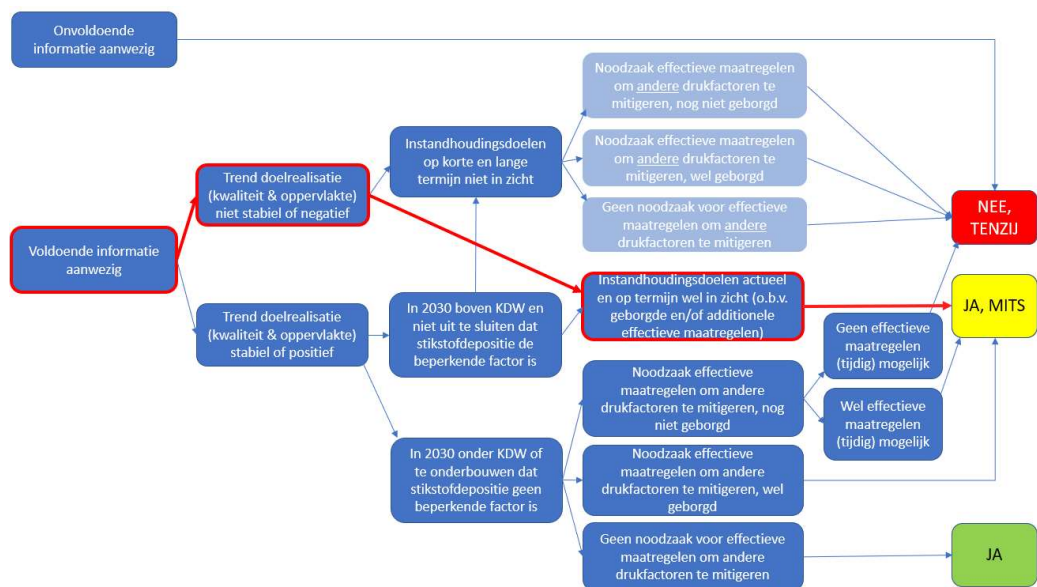 Onvoldoende
informatie aanwezig
Noodzaak effectieve maatregelen
om andere drukfactoren te
mitigeren, nog niet geborgd
Instandhoudingsdoelen
op korte en lange
termijn niet in zicht
Noodzaak effectieve maatregelen
om andere drukfactoren te
mitigeren, wel geborgd
Trend doelrealisatie
(kwaliteit & oppervlakte)
niet stabiel of negatief
Geen noodzaak voor effectieve
maatregelen om andere
drukfactoren te mitigeren
NEE,
TENZIJ
Voldoende informatie
aanwezig
Instandhoudingsdoelen actueel
en op termijn wel in zicht (o.b.v.
geborgde en/of additionele
effectieve maatregelen)
JA, MITS
Trend doelrealisatie
(kwaliteit & oppervlakte)
stabiel of positief
In 2030 boven KDW en
niet uit te sluiten dat
stikstofdepositie de
beperkende factor is
Geen effectieve
maatregelen
(tijdig) mogelijk
Noodzaak effectieve
maatregelen om andere
drukfactoren te mitigeren, nog
niet geborgd
Wel effectieve
maatregelen
(tijdig) mogelijk
In 2030 onder KDW of
te onderbouwen dat
stikstofdepositie geen
beperkende factor is
Noodzaak effectieve
maatregelen om andere
drukfactoren te mitigeren, wel
geborgd
Geen noodzaak voor effectieve
maatregelen om andere
drukfactoren te mitigeren
JA